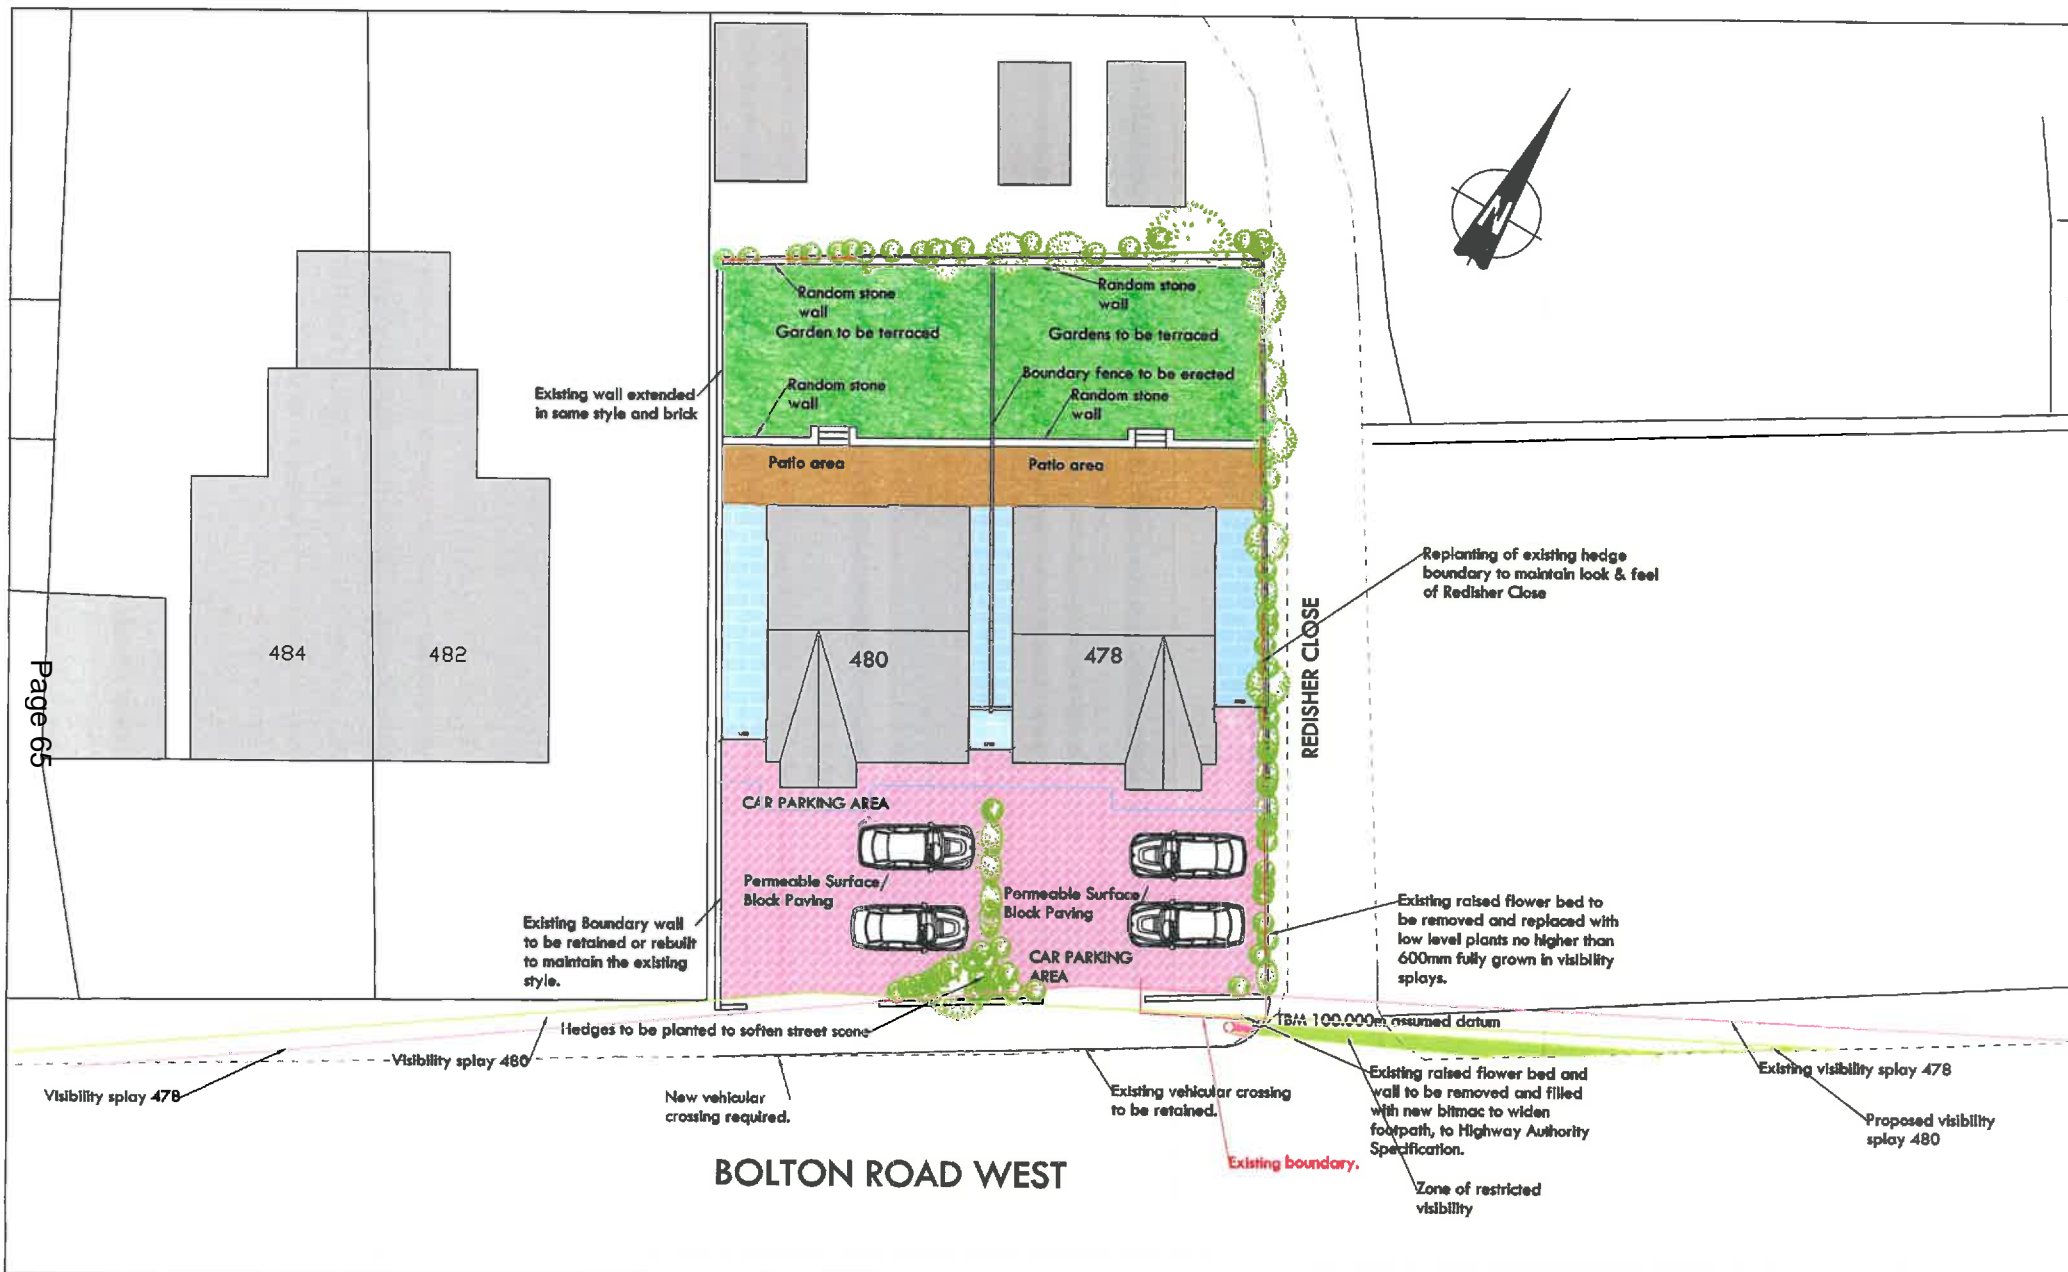 Random stone
wall
Garden to be terraced
Random stone
wall
Gardens to be terraced
Existing wall extended
in same style and brick
Random stone
wall
Boundary fence to be erected
Random stone
wall
Patio area
Patio area
Replanting of existing hedge
boundary to maintain look & feel
of Redisher Close
484
482
480
478
REDISHER CLOSE
Page 65
CAR PARKING AREA
Permeable Surface/
Block Paving
Permeable Surface/
Block Paving
CAR PARKING
AREA
Existing Boundary wall
to be retained or rebuilt
to maintain the existing
style.
Existing raised flower bed to
be removed and replaced with
low level plants no higher than
600mm fully grown in visibility
splays.
Hedges to be planted to soften street scene
TBM 100.000m assumed datum
Visibility splay 480
Visibility splay 478
New vehicular
crossing required.
Existing vehicular crossing
to be retained.
Existing raised flower bed and
wall to be removed and filled
with new bitmac to widen
footpath, to Highway Authority
Specification.
Existing visibility splay 478
Proposed visibility
splay 480
BOLTON ROAD WEST
Existing boundary.
Zone of restricted
visibility